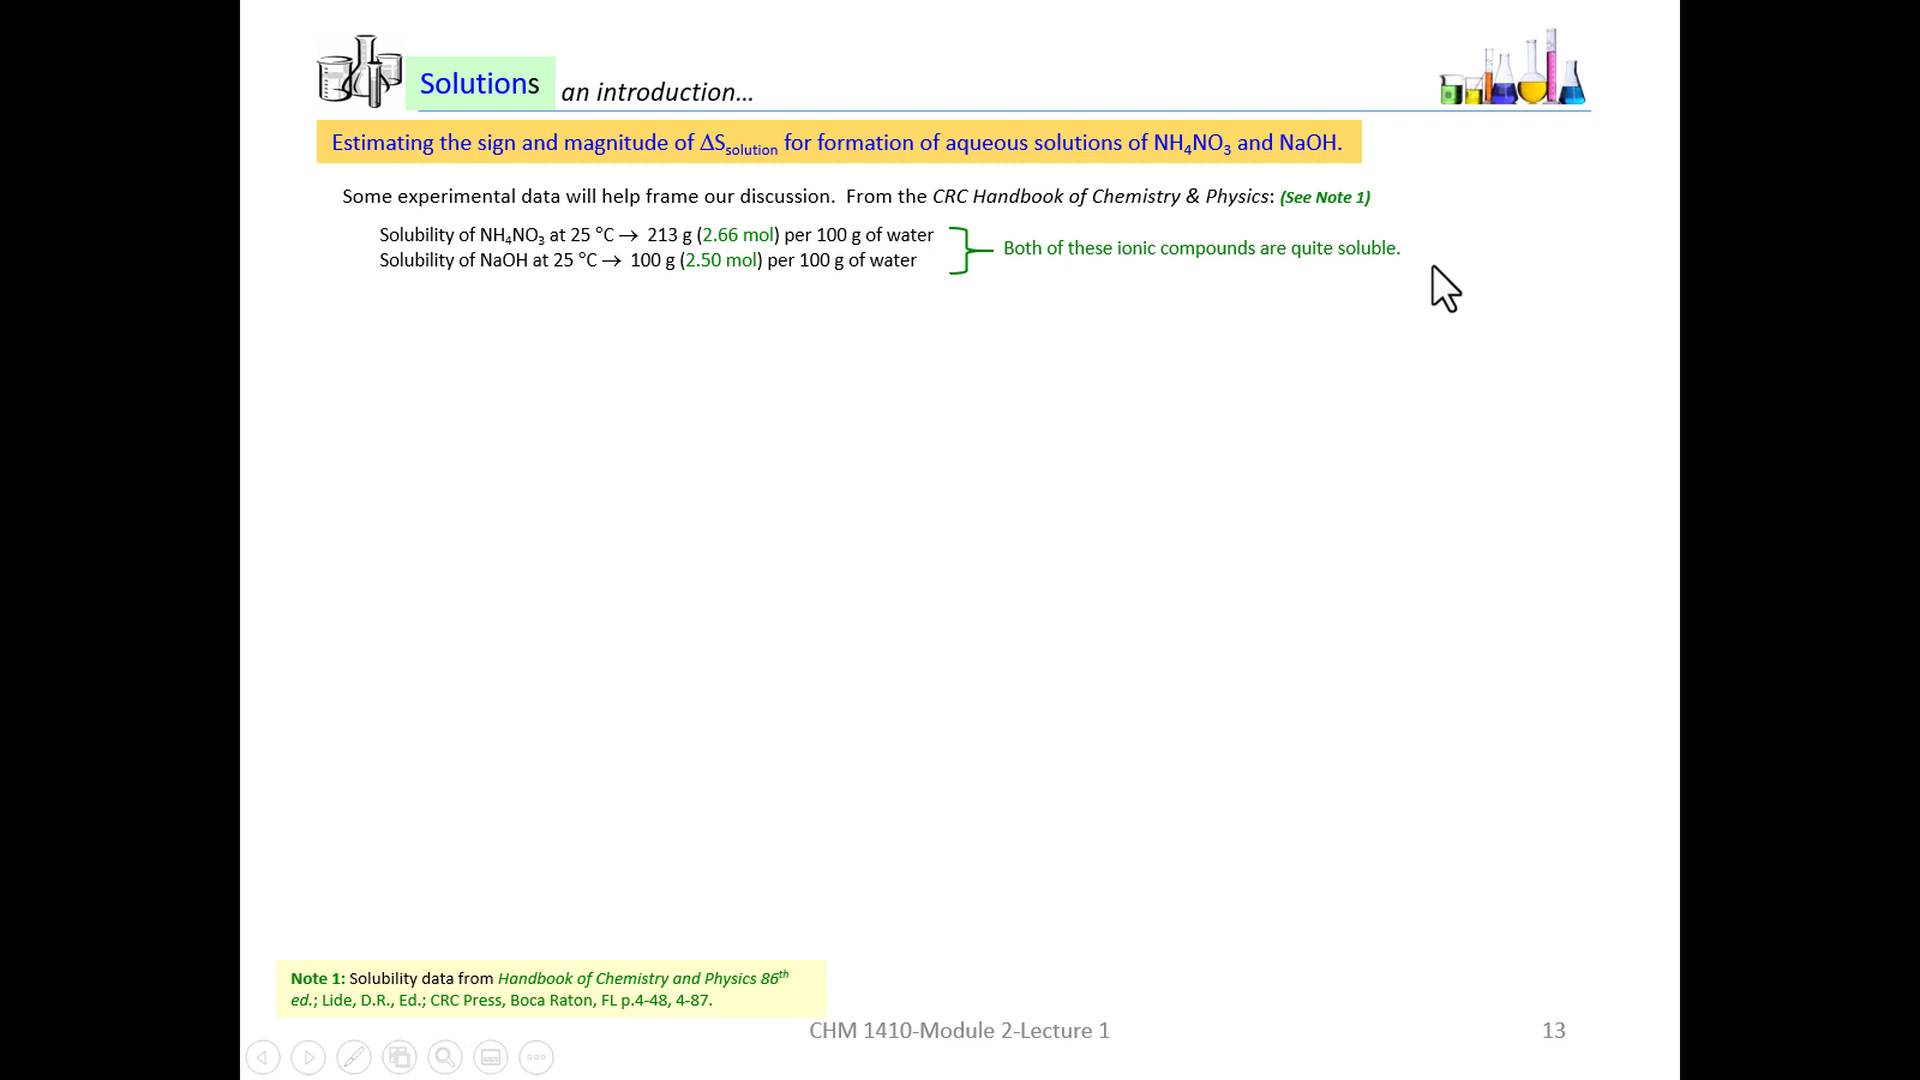 Solutions an introduction...
Estimating the sign and magnitude of ΔSsolution for formation of aqueous solutions of NH₄NO₃ and NaOH.
Some experimental data will help frame our discussion. From the CRC Handbook of Chemistry & Physics: (See Note 1)
Solubility of NH₄NO₃ at 25 °C → 213 g (2.66 mol) per 100 g of water
Solubility of NaOH at 25 °C → 100 g (2.50 mol) per 100 g of water
Both of these ionic compounds are quite soluble.
Note 1: Solubility data from Handbook of Chemistry and Physics 86th
ed.; Lide, D.R., Ed.; CRC Press, Boca Raton, FL p.4-48, 4-87.
CHM 1410-Module 2-Lecture 1
13